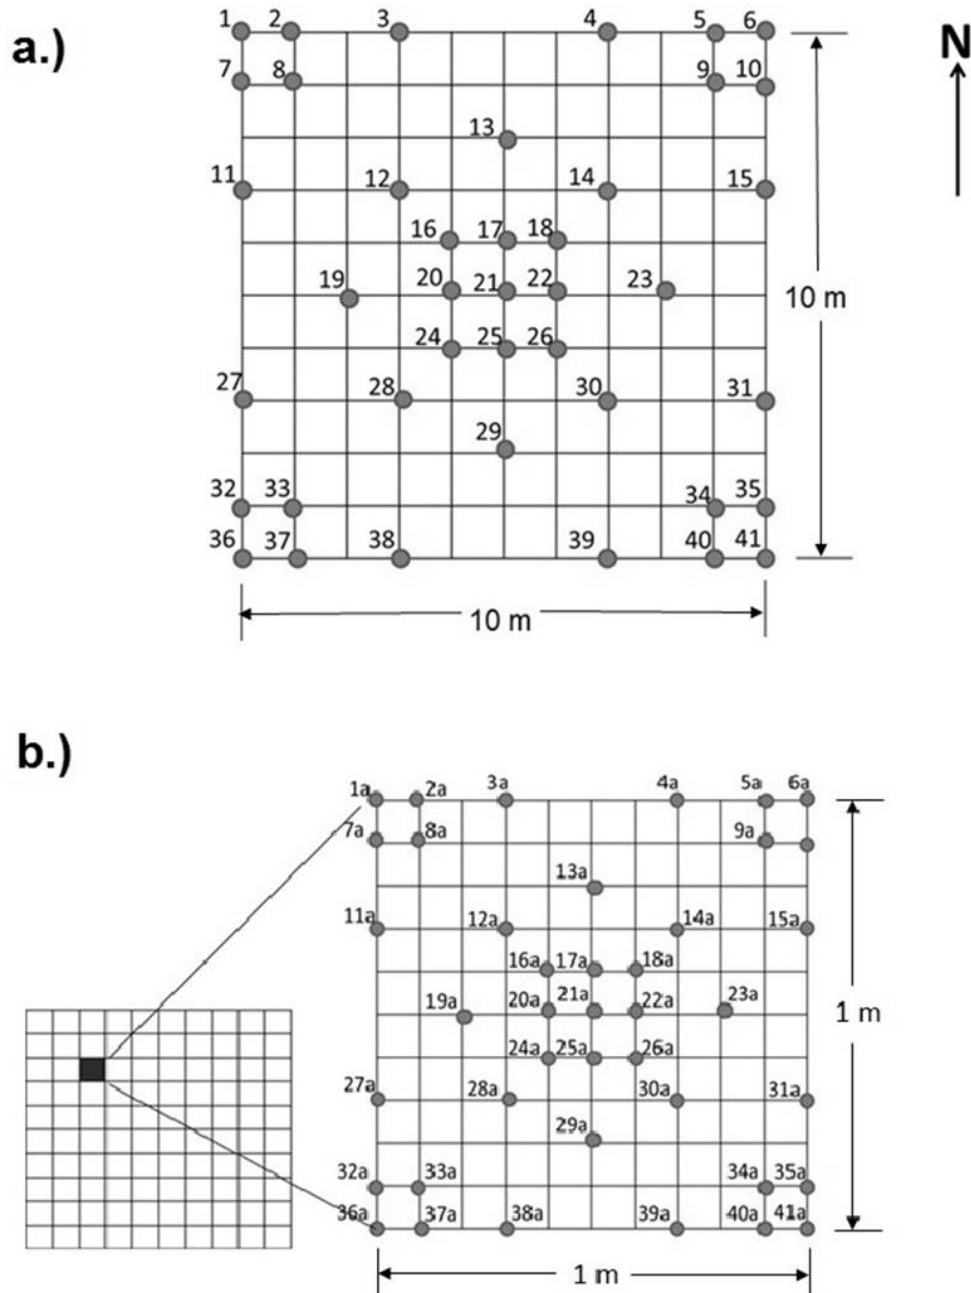 a.)
N
1 2 3 4 5 6
7 8 9 10
13
11 12 14 15
16 17 18
19 20 21 22 23
24 25 26
27 28 30 31
29
32 33 34 35
36 37 38 39 40 41
10 m
10 m
b.)
1a 2a 3a 4a 5a 6a
7a 8a 9a
13a
11a 12a 14a 15a
16a 17a 18a
19a 20a 21a 22a 23a
24a 25a 26a
27a 28a 30a 31a
29a
32a 33a 34a 35a
36a 37a 38a 39a 40a 41a
1 m
1 m